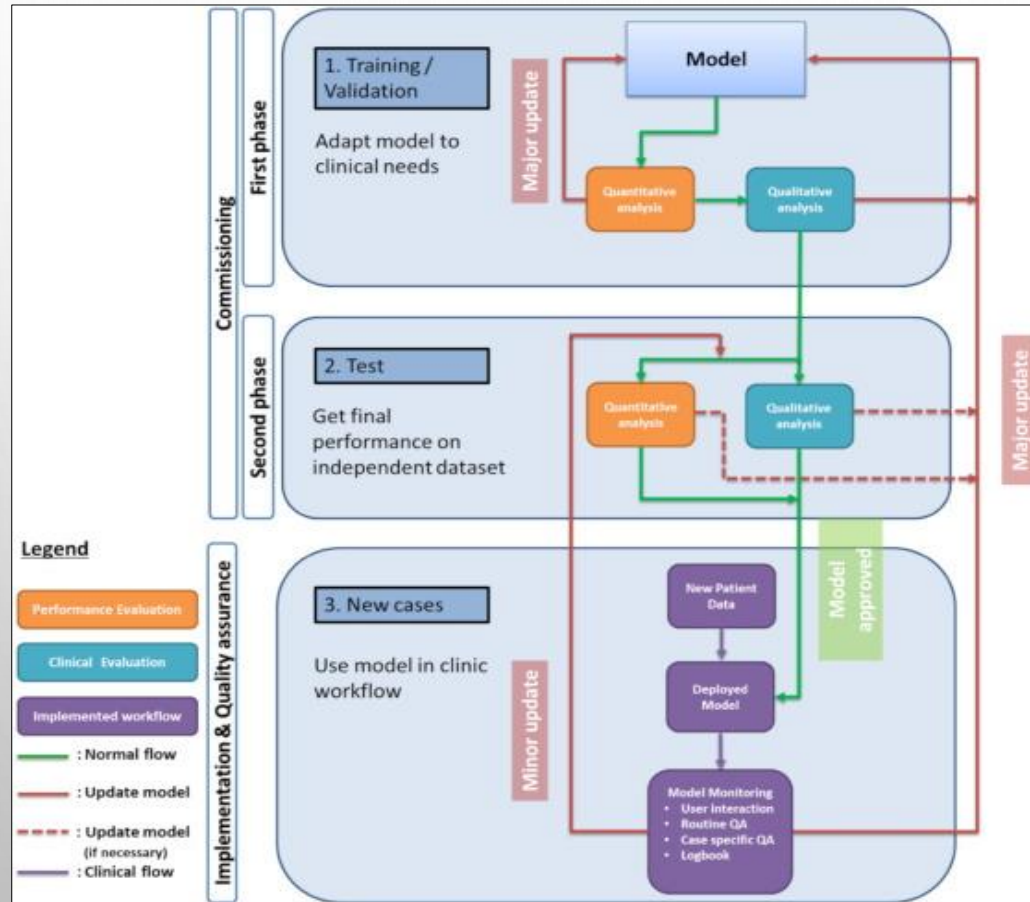 Commissioning
First phase
1. Training /
Validation
Adapt model to
clinical needs
Major update
Model
Quantitative
analysis
Qualitative
analysis
Second phase
2. Test
Get final
performance on
independent dataset
Quantitative
analysis
Qualitative
analysis
Major update
Model
approved
Implementation & Quality assurance
3. New cases
Use model in clinic
workflow
Minor update
New Patient
Data
Deployed
Model
Model Monitoring
• User interaction
• Routine QA
• Case specific QA
• Logbook
Legend
Performance Evaluation
Clinical Evaluation
Implemented workflow
: Normal flow
: Update model
: Update model
(if necessary)
: Clinical flow